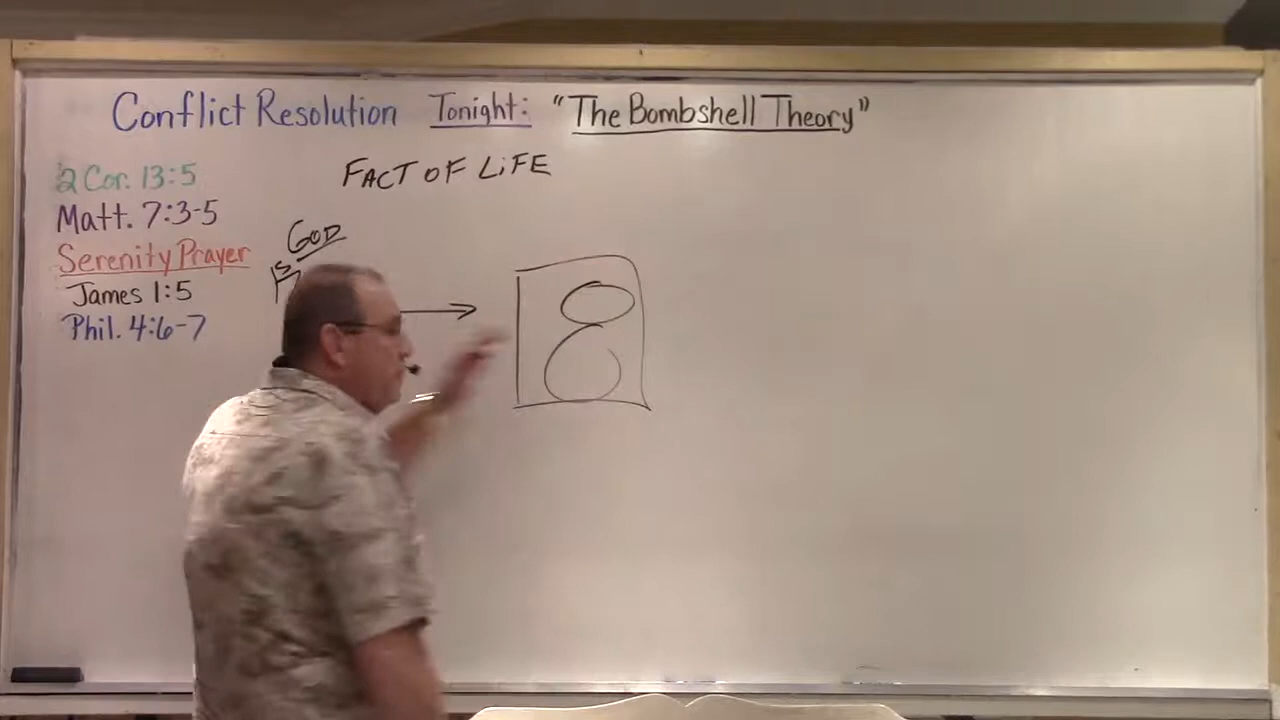 Conflict Resolution Tonight: "The Bombshell Theory"
FACT OF LIFE
2 Cor. 13:5
Matt. 7:3-5
Serenity Prayer
James 1:5
Phil. 4:6-7
GOD
IS